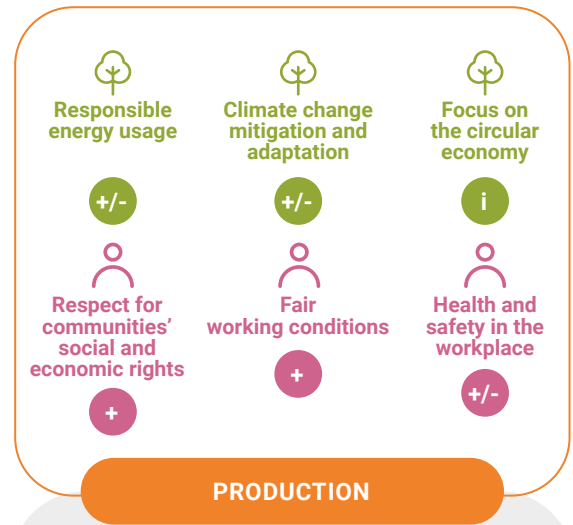 Responsible
energy usage
+/-
Climate change
mitigation and
adaptation
+/-
Focus on
the circular
economy
i
Respect for
communities’
social and
economic rights
+
Fair
working conditions
+
Health and
safety in the
workplace
+/-
PRODUCTION